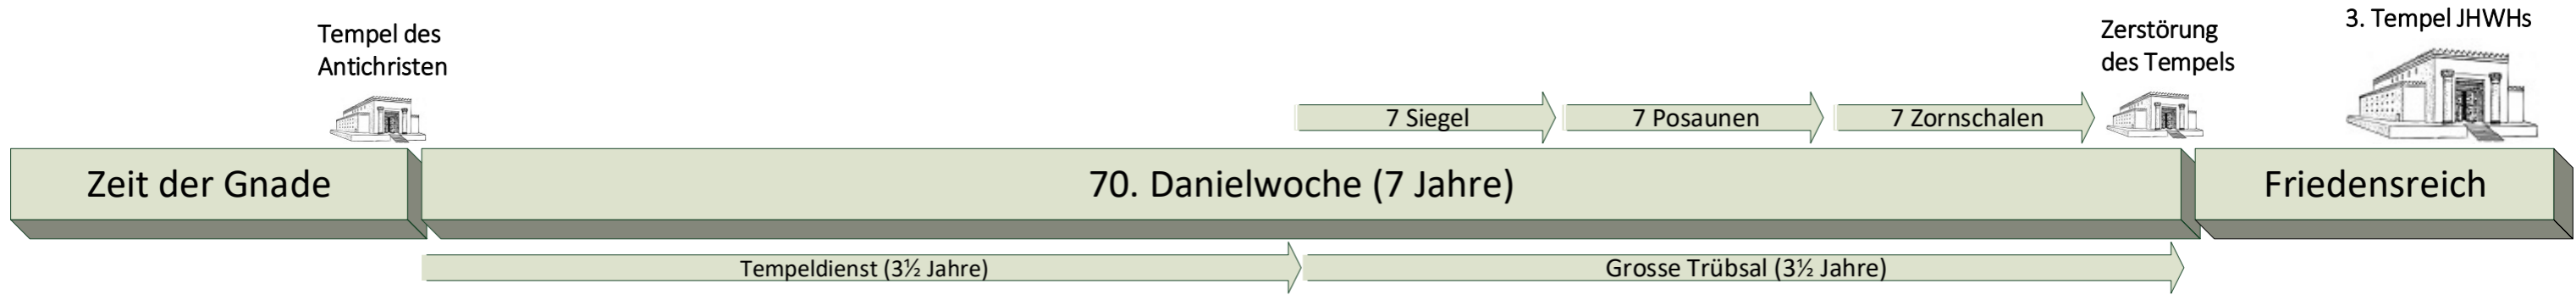 Tempel des
Antichristen
Zerstörung
des Tempels
3. Tempel JHWHs
7 Siegel
7 Posaunen
7 Zornschalen
Zeit der Gnade
70. Danielwoche (7 Jahre)
Friedensreich
Tempeldienst (3½ Jahre)
Grosse Trübsal (3½ Jahre)